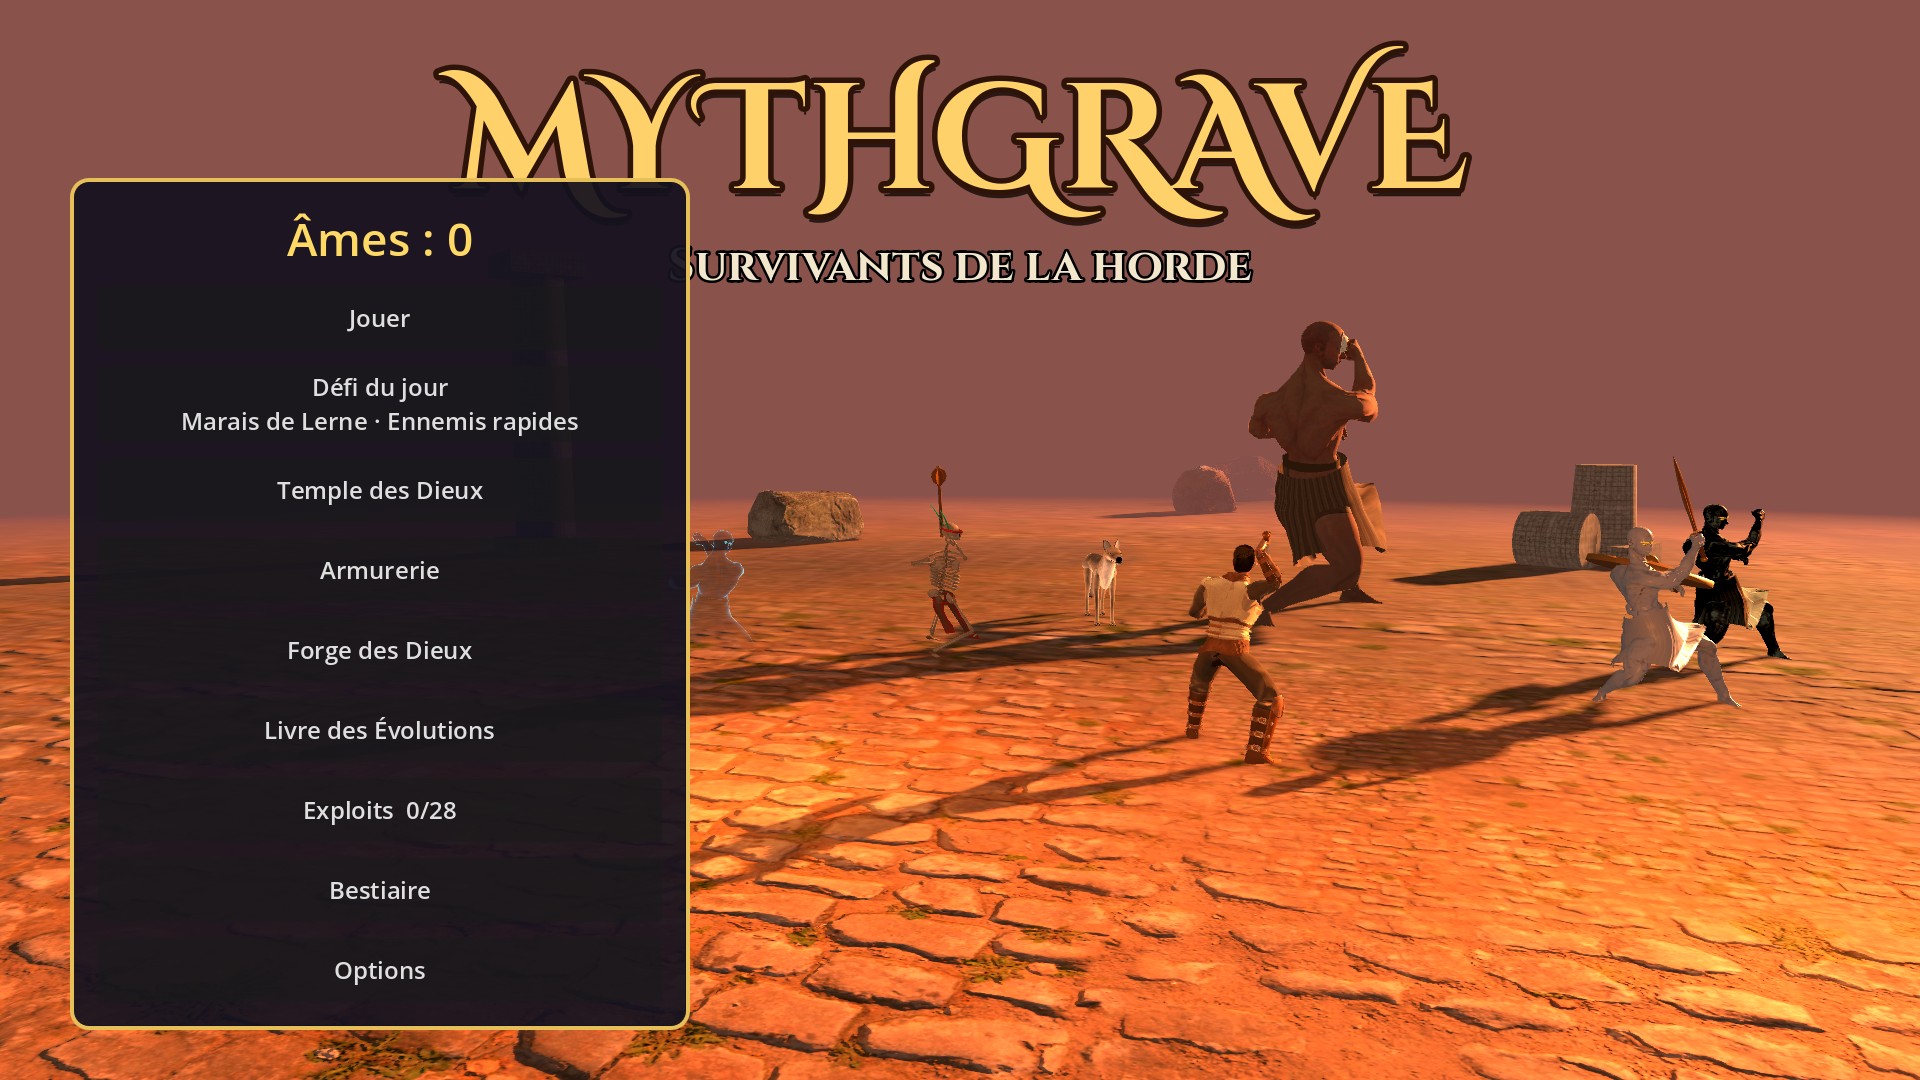 MYTHGRAVE
SURVIVANTS DE LA HORDE
Âmes : 0
Jouer
Défi du jour
Marais de Lerne · Ennemis rapides
Temple des Dieux
Armurerie
Forge des Dieux
Livre des Évolutions
Exploits 0/28
Bestiaire
Options